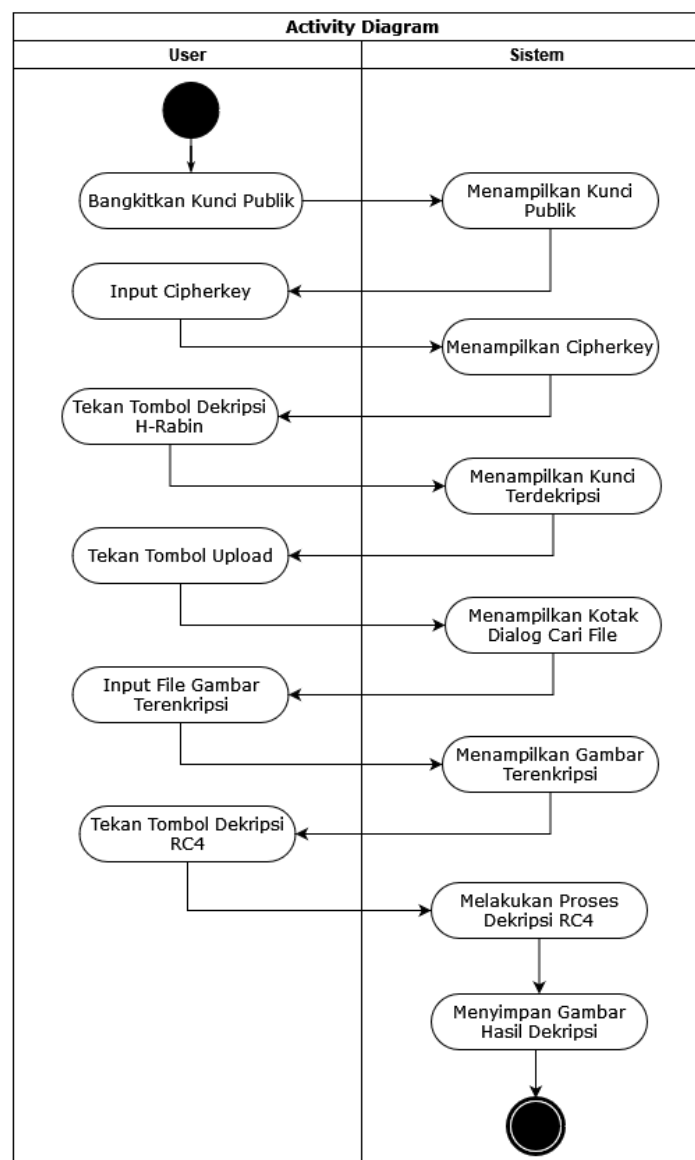 Activity Diagram
User
Sistem
Bangkitkan Kunci Publik
Menampilkan Kunci
Publik
Input Cipherkey
Menampilkan Cipherkey
Tekan Tombol Dekripsi
H-Rabin
Menampilkan Kunci
Terdekripsi
Tekan Tombol Upload
Menampilkan Kotak
Dialog Cari File
Input File Gambar
Terenkripsi
Menampilkan Gambar
Terenkripsi
Tekan Tombol Dekripsi
RC4
Melakukan Proses
Dekripsi RC4
Menyimpan Gambar
Hasil Dekripsi